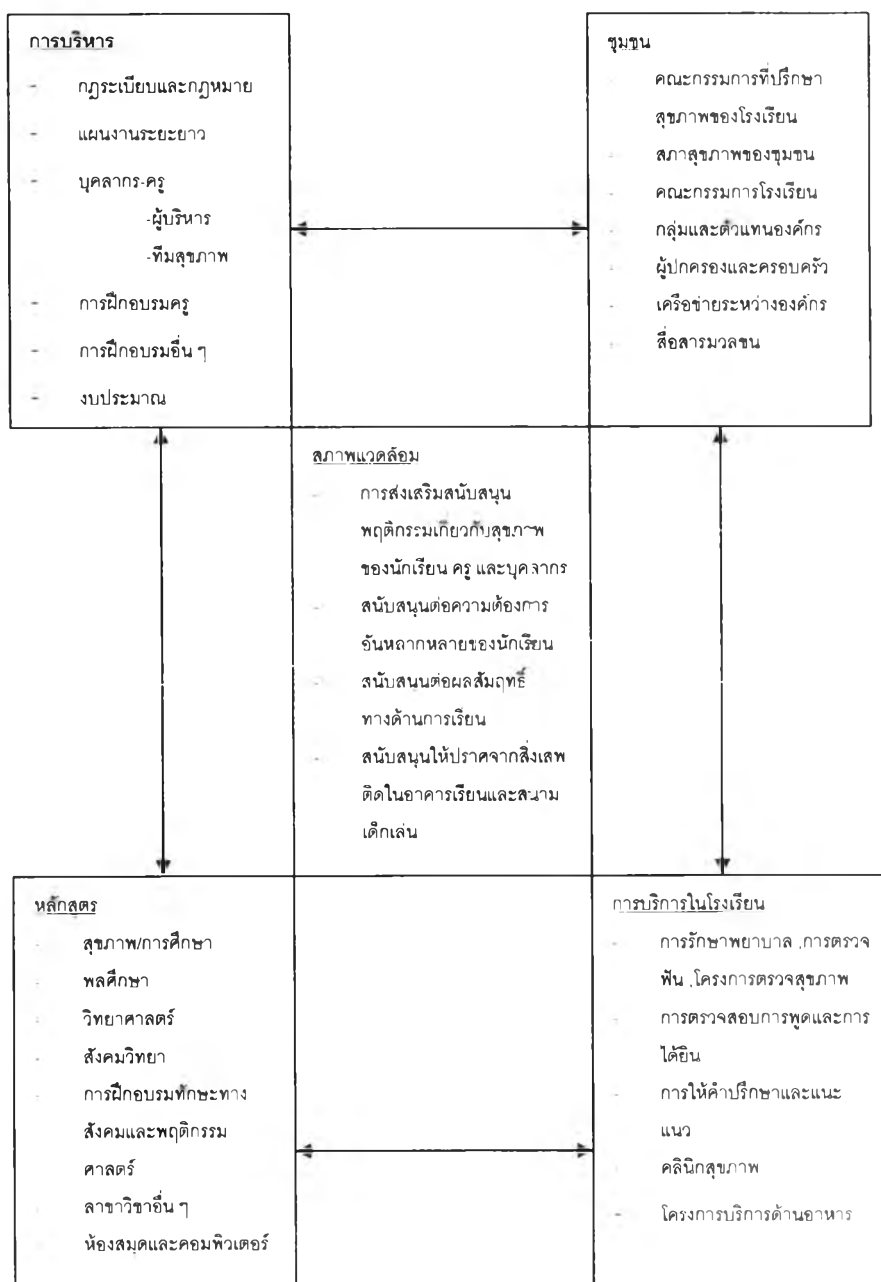 การบริหาร
- กฎระเบียบและกฎหมาย
- แผนงานระยะยาว
- บุคลากร-ครู
-ผู้บริหาร
-ทีมสุขภาพ
- การฝึกอบรมครู
- การฝึกอบรมอื่น ๆ
- งบประมาณ
ชุมชน
- คณะกรรมการที่ปรึกษา
สุขภาพของโรงเรียน
- สภาสุขภาพของชุมชน
- คณะกรรมการโรงเรียน
- กลุ่มและตัวแทนองค์กร
- ผู้ปกครองและครอบครัว
- เครือข่ายระหว่างองค์กร
- สื่อสารมวลชน
สภาพแวดล้อม
- การส่งเสริมสนับสนุน
พฤติกรรมเกี่ยวกับสุขภาพ
ของนักเรียน ครู และบุคลากร
- สนับสนุนต่อความต้องการ
อันหลากหลายของนักเรียน
- สนับสนุนต่อผลสัมฤทธิ์
ทางด้านการเรียน
- สนับสนุนให้ปราศจากสิ่งเสพ
ติดในอาคารเรียนและสนาม
เด็กเล่น
หลักสูตร
- สุขภาพ/การศึกษา
- พลศึกษา
- วิทยาศาสตร์
- สังคมวิทยา
- การฝึกอบรมทักษะทาง
สังคมและพฤติกรรม
ศาสตร์
- สาขาวิชาอื่น ๆ
- ห้องสมุดและคอมพิวเตอร์
การบริการในโรงเรียน
- การรักษาพยาบาล ,การตรวจ
ฟัน ,โครงการตรวจสุขภาพ
- การตรวจสอบการพูดและการ
ได้ยิน
- การให้คำปรึกษาและแนะ
แนว
- คลินิกสุขภาพ
- โครงการบริการด้านอาหาร